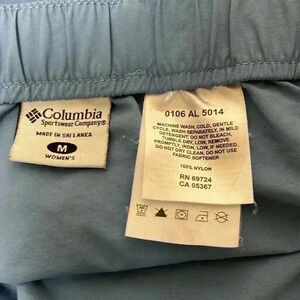 Columbia
Sportswear Company®
MADE IN SRI LANKA
M
WOMEN'S
0106 AL 5014
MACHINE WASH, COLD, GENTLE
CYCLE, WASH SEPARATELY, IN MILD
DETERGENT, DO NOT BLEACH,
TUMBLE DRY, LOW, REMOVE
PROMPTLY, IRON, LOW, IF NEEDED,
DO NOT DRY CLEAN, DO NOT USE
FABRIC SOFTENER
100% NYLON
RN 69724
CA 05367